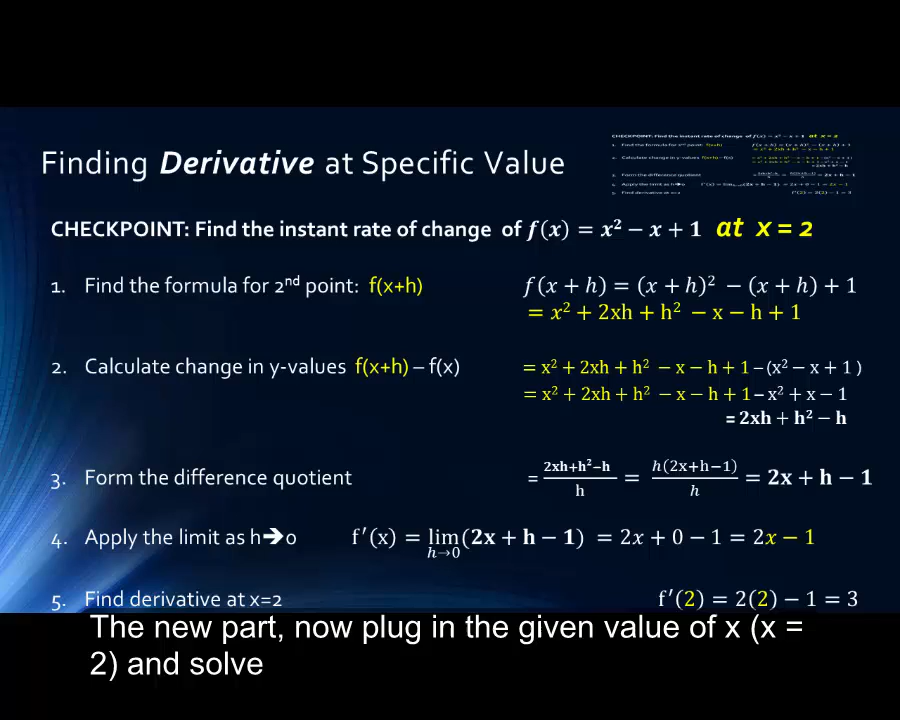 Finding Derivative at Specific Value
CHECKPOINT: Find the instant rate of change of f(x) = x² − x + 1 at x = 2
1. Find the formula for 2nd point: f(x+h)
f(x + h) = (x + h)² − (x + h) + 1
= x² + 2xh + h² − x − h + 1
2. Calculate change in y-values f(x+h) – f(x)
= x² + 2xh + h² − x − h + 1 – (x² − x + 1 )
= x² + 2xh + h² − x − h + 1 – x² + x − 1
= 2xh + h² − h
3. Form the difference quotient
= (2xh+h²−h)/h = h(2x+h−1)/h = 2x + h − 1
4. Apply the limit as h🡺0 f′(x) = lim h→0 (2x + h − 1) = 2x + 0 − 1 = 2x − 1
5. Find derivative at x=2 f′(2) = 2(2) − 1 = 3
The new part, now plug in the given value of x (x =
2) and solve